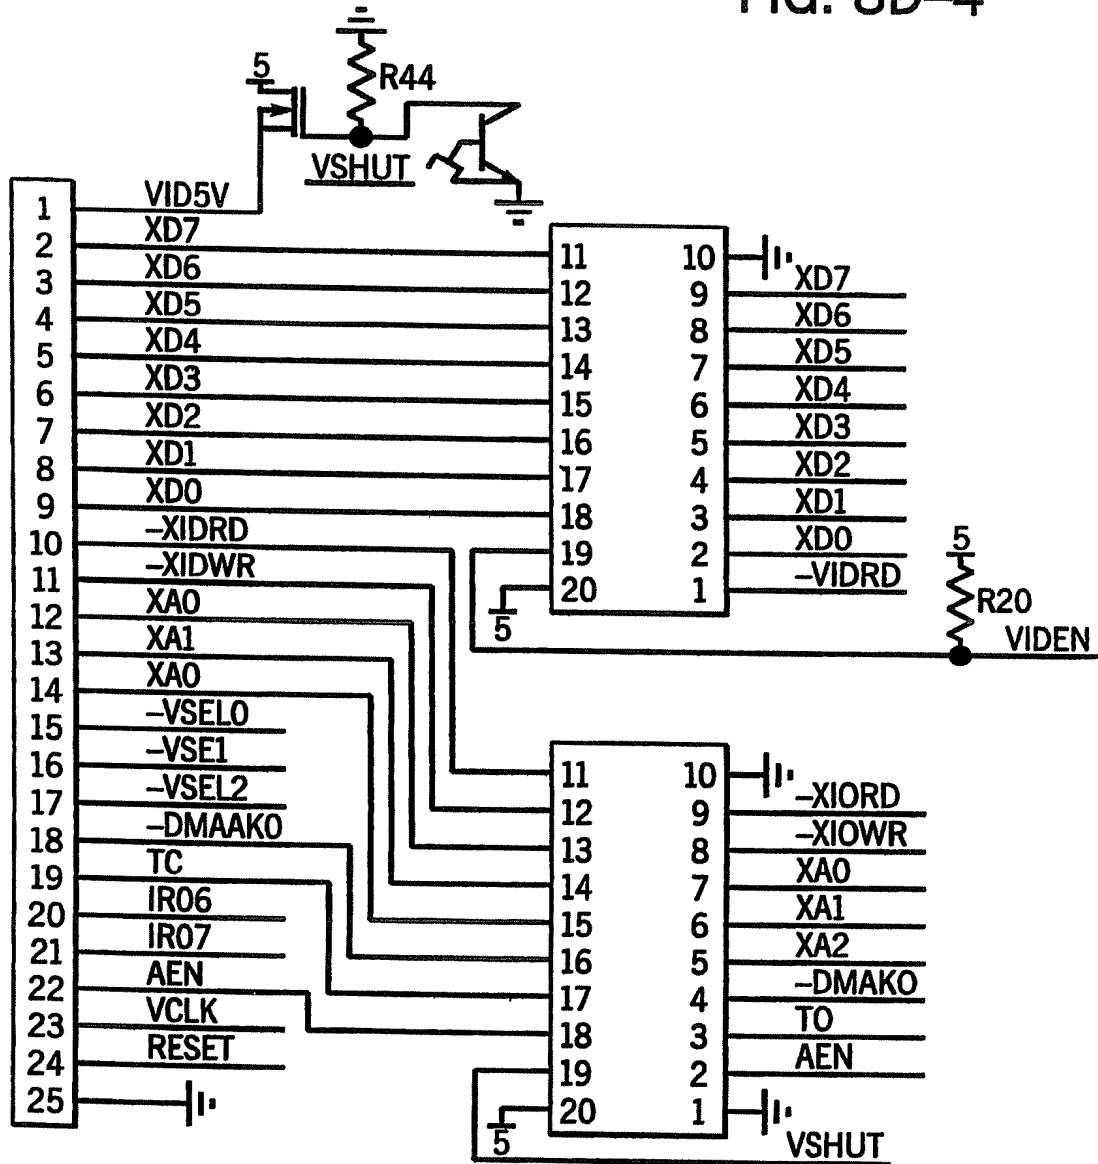 FIG. 8D-4
5
R44
VSHUT
1 VID5V
2 XD7
3 XD6
4 XD5
5 XD4
6 XD3
7 XD2
8 XD1
9 XD0
10 -XIDRD
11 -XIDWR
12 XA0
13 XA1
14 XA0
15 -VSEL0
16 -VSE1
17 -VSEL2
18 -DMAAK0
19 TC
20 IR06
21 IR07
22 AEN
23 VCLK
24 RESET
25
11 10
12 9 XD7
13 8 XD6
14 7 XD5
15 6 XD4
16 5 XD3
17 4 XD2
18 3 XD1
19 2 XD0
20 1 -VIDRD
5
5
R20
VIDEN
11 10
12 9 -XIORD
13 8 -XIOWR
14 7 XA0
15 6 XA1
16 5 XA2
17 4 -DMAK0
18 3 TO
19 2 AEN
20 1
5
VSHUT